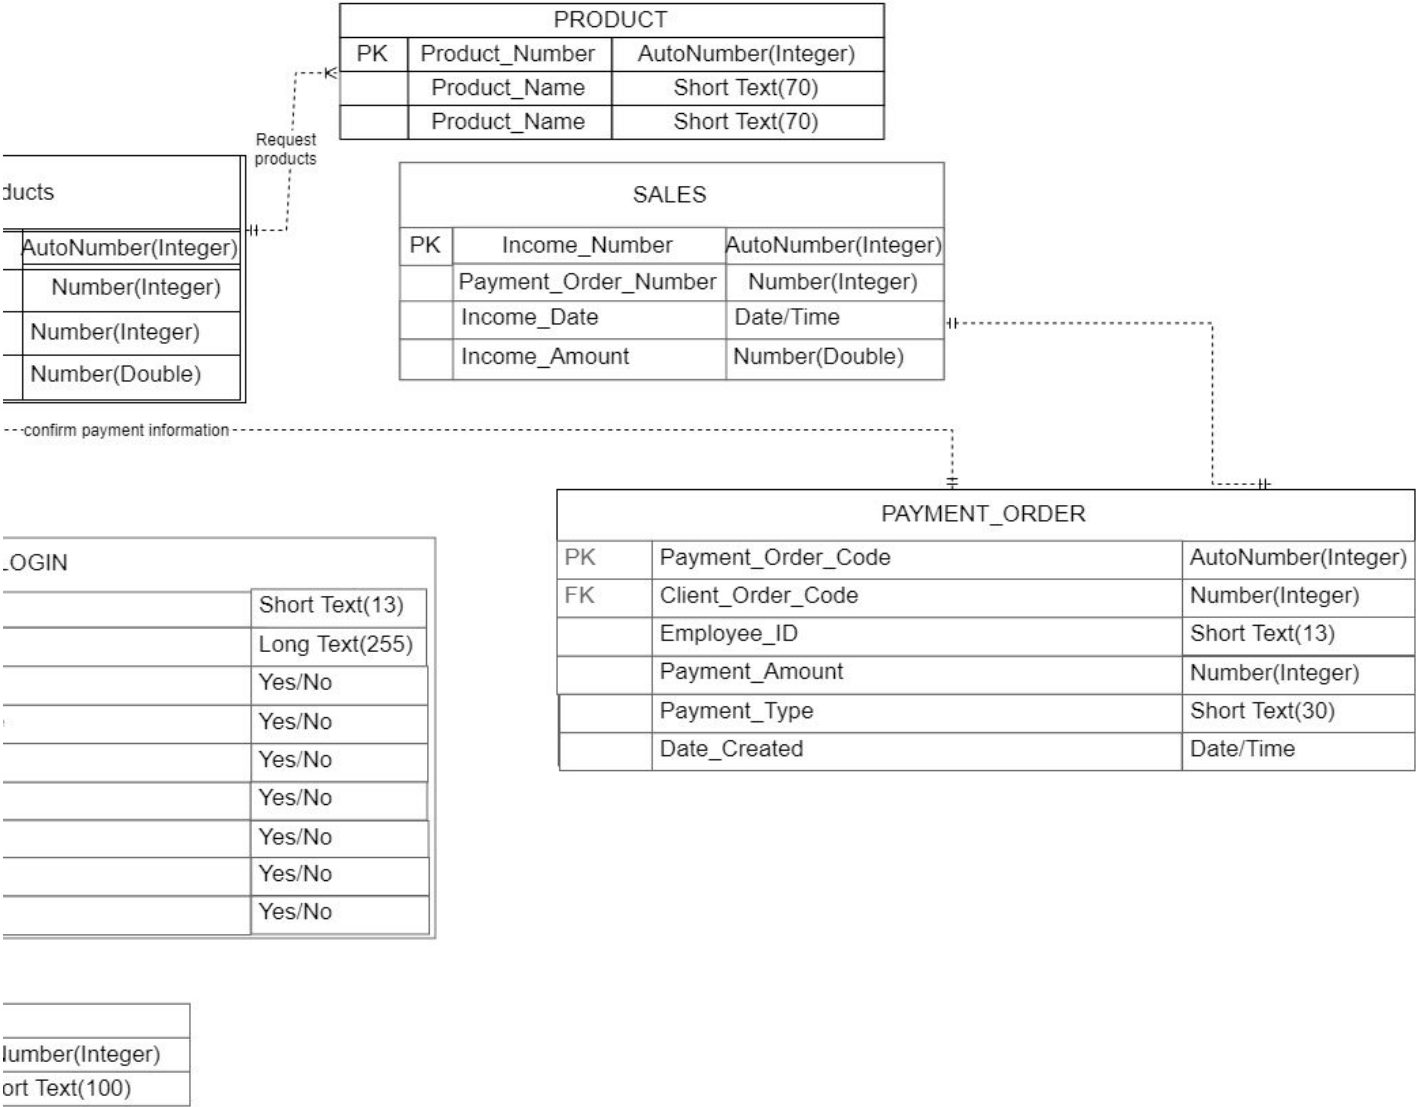 PRODUCT
PK Product_Number AutoNumber(Integer)
Product_Name Short Text(70)
Product_Name Short Text(70)
Request
products
ducts
AutoNumber(Integer)
Number(Integer)
Number(Integer)
Number(Double)
SALES
PK Income_Number AutoNumber(Integer)
Payment_Order_Number Number(Integer)
Income_Date Date/Time
Income_Amount Number(Double)
confirm payment information
PAYMENT_ORDER
PK Payment_Order_Code AutoNumber(Integer)
FK Client_Order_Code Number(Integer)
Employee_ID Short Text(13)
Payment_Amount Number(Integer)
Payment_Type Short Text(30)
Date_Created Date/Time
LOGIN
Short Text(13)
Long Text(255)
Yes/No
Yes/No
Yes/No
Yes/No
Yes/No
Yes/No
Yes/No
Number(Integer)
ort Text(100)